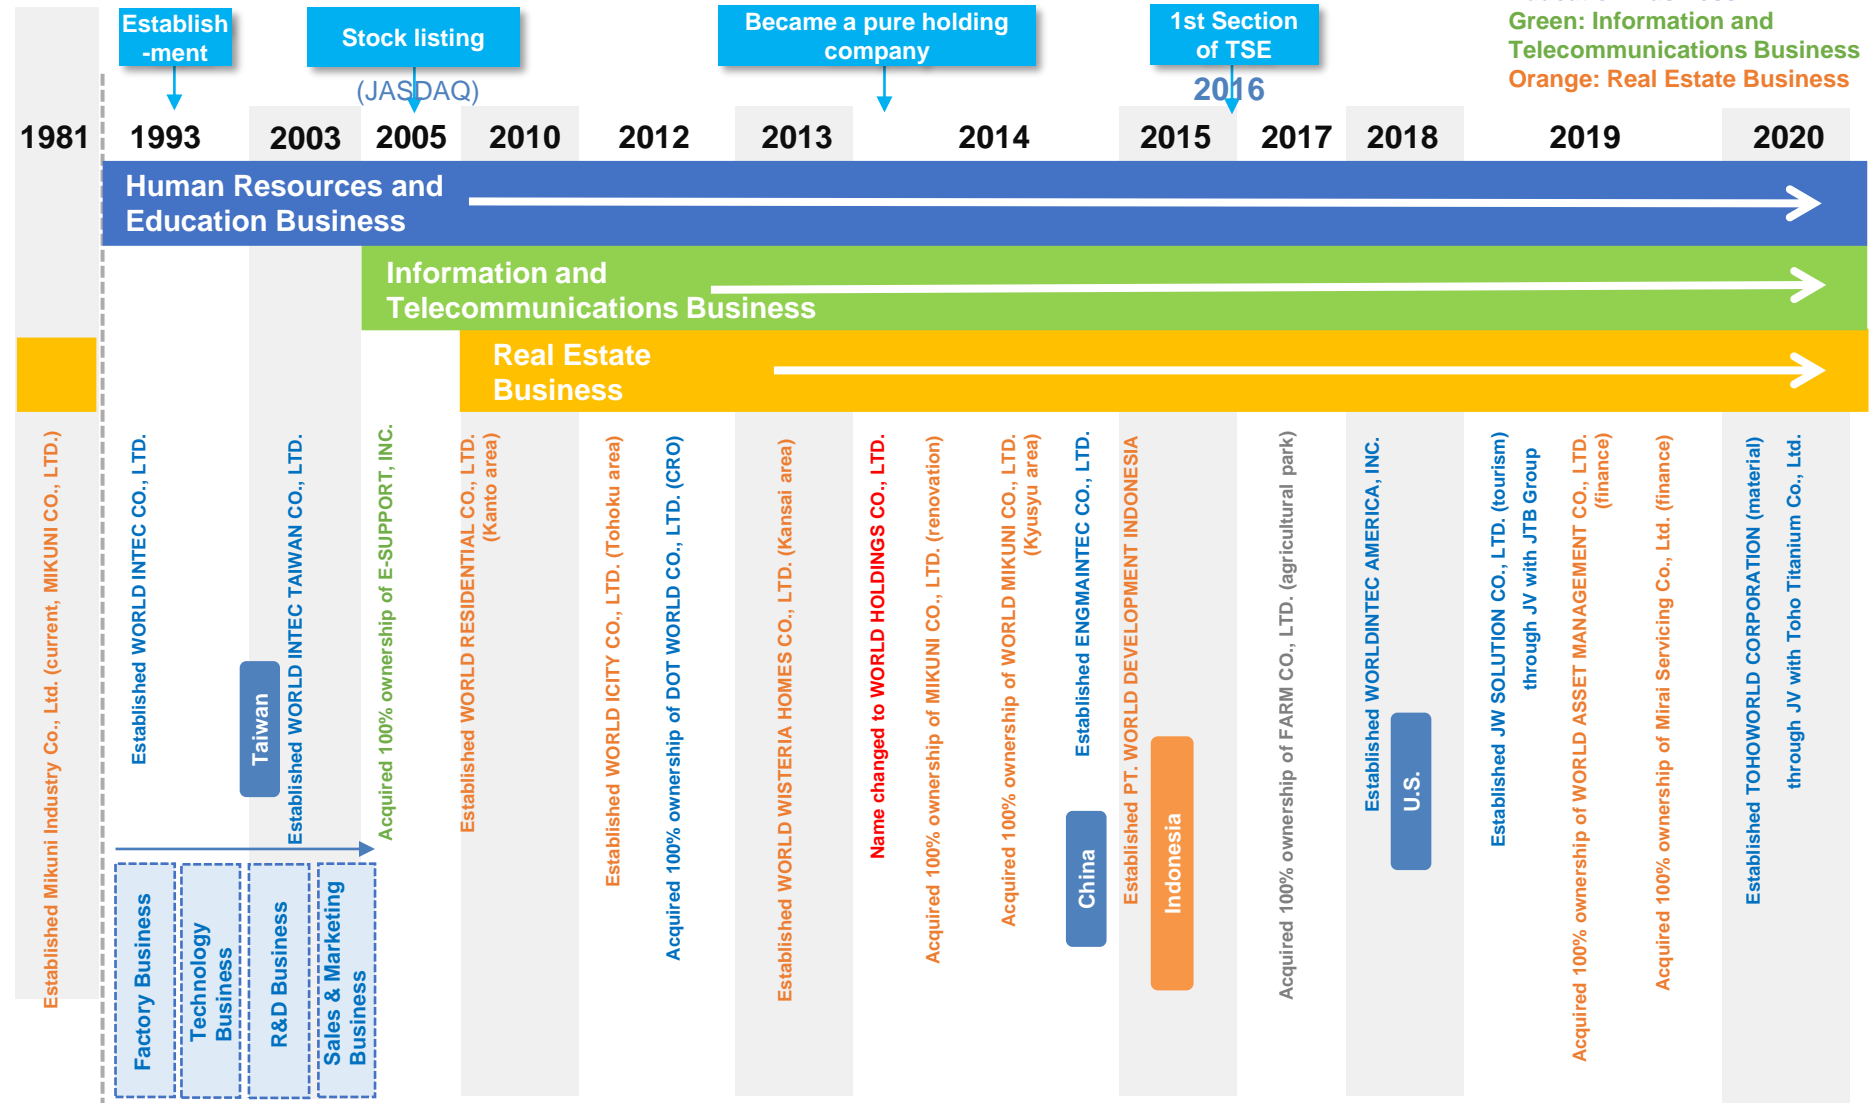 Establish
-ment
Stock listing
(JASDAQ)
Became a pure holding
company
1st Section
of TSE
2016
Green: Information and
Telecommunications Business
Orange: Real Estate Business
1981
1993
2003
2005
2010
2012
2013
2014
2015
2017
2018
2019
2020
Human Resources and
Education Business
Information and
Telecommunications Business
Real Estate
Business
Established Mikuni Industry Co., Ltd. (current, MIKUNI CO., LTD.)
Established WORLD INTEC CO., LTD.
Taiwan
Established WORLD INTEC TAIWAN CO., LTD.
Acquired 100% ownership of E-SUPPORT, INC.
Established WORLD RESIDENTIAL CO., LTD.
(Kanto area)
Established WORLD ICITY CO., LTD. (Tohoku area)
Acquired 100% ownership of DOT WORLD CO., LTD. (CRO)
Established WORLD WISTERIA HOMES CO., LTD. (Kansai area)
Name changed to WORLD HOLDINGS CO., LTD.
Acquired 100% ownership of MIKUNI CO., LTD. (renovation)
Acquired 100% ownership of WORLD MIKUNI CO., LTD.
(Kyusyu area)
Established ENGMAINTEC CO., LTD.
China
Established PT. WORLD DEVELOPMENT INDONESIA
Indonesia
Acquired 100% ownership of FARM CO., LTD. (agricultural park)
Established WORLDINTEC AMERICA, INC.
U.S.
Established JW SOLUTION CO., LTD. (tourism)
through JV with JTB Group
Acquired 100% ownership of WORLD ASSET MANAGEMENT CO., LTD.
(finance)
Acquired 100% ownership of Mirai Servicing Co., Ltd. (finance)
Established TOHOWORLD CORPORATION (material)
through JV with Toho Titanium Co., Ltd.
Factory Business
Technology
Business
R&D Business
Sales & Marketing
Business